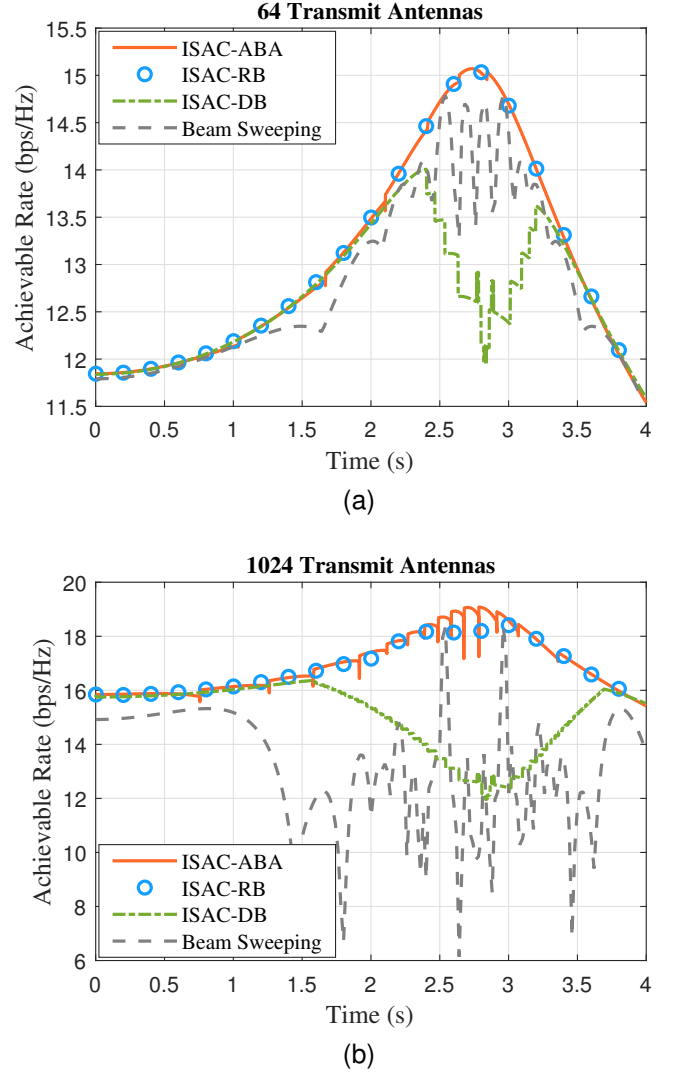 64 Transmit Antennas
15.5
15
14.5
14
13.5
13
12.5
12
11.5
Achievable Rate (bps/Hz)
ISAC-ABA
ISAC-RB
ISAC-DB
Beam Sweeping
0 0.5 1 1.5 2 2.5 3 3.5 4
Time (s)
(a)
1024 Transmit Antennas
20
18
16
14
12
10
8
6
Achievable Rate (bps/Hz)
ISAC-ABA
ISAC-RB
ISAC-DB
Beam Sweeping
0 0.5 1 1.5 2 2.5 3 3.5 4
Time (s)
(b)